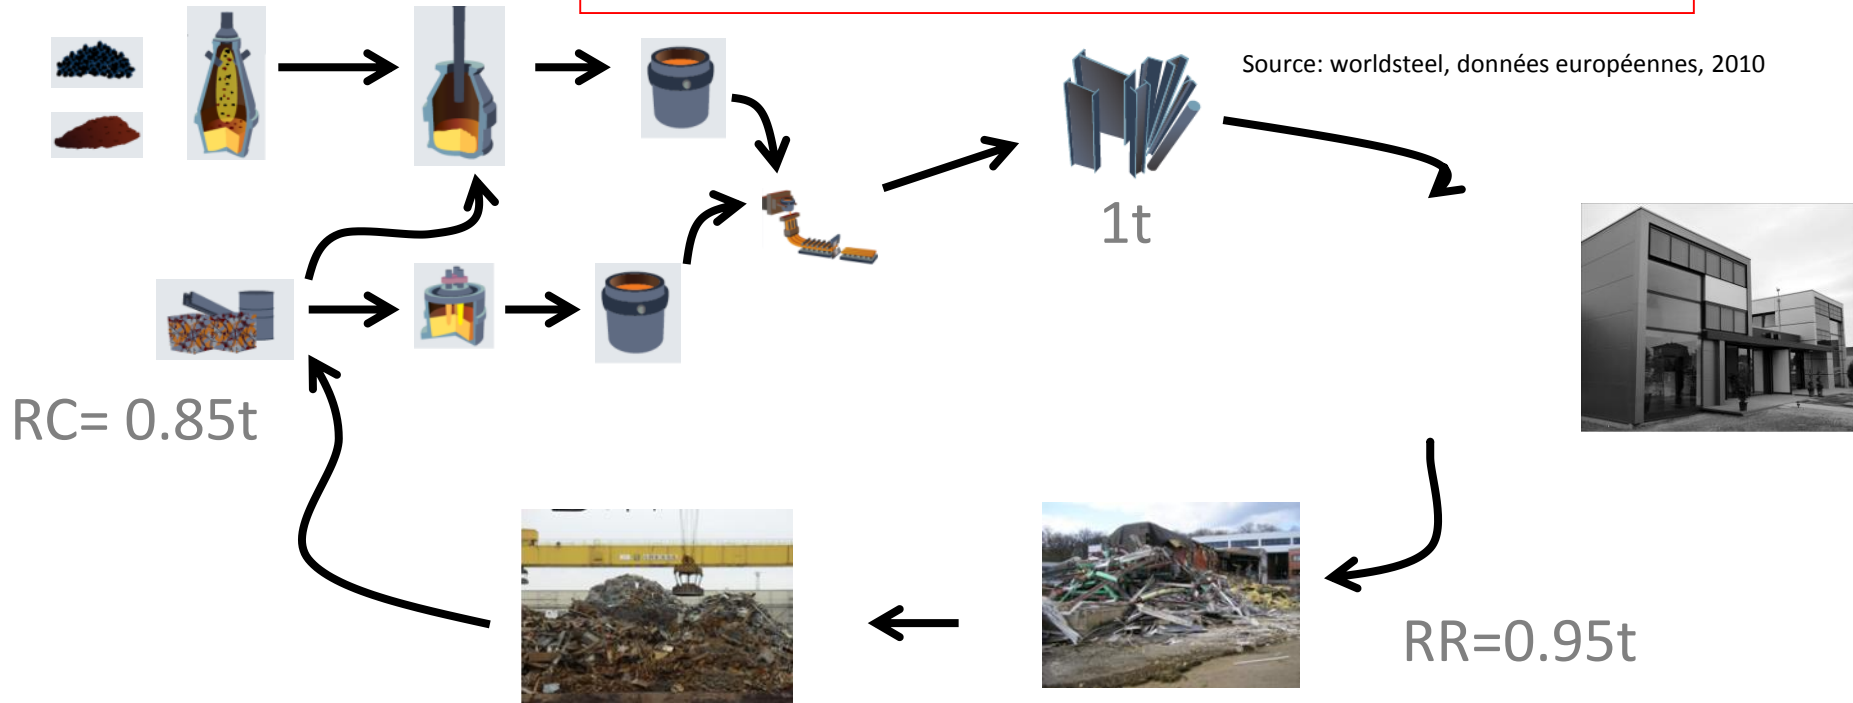 Source: worldsteel, données européennes, 2010
1t
RC= 0.85t
RR=0.95t